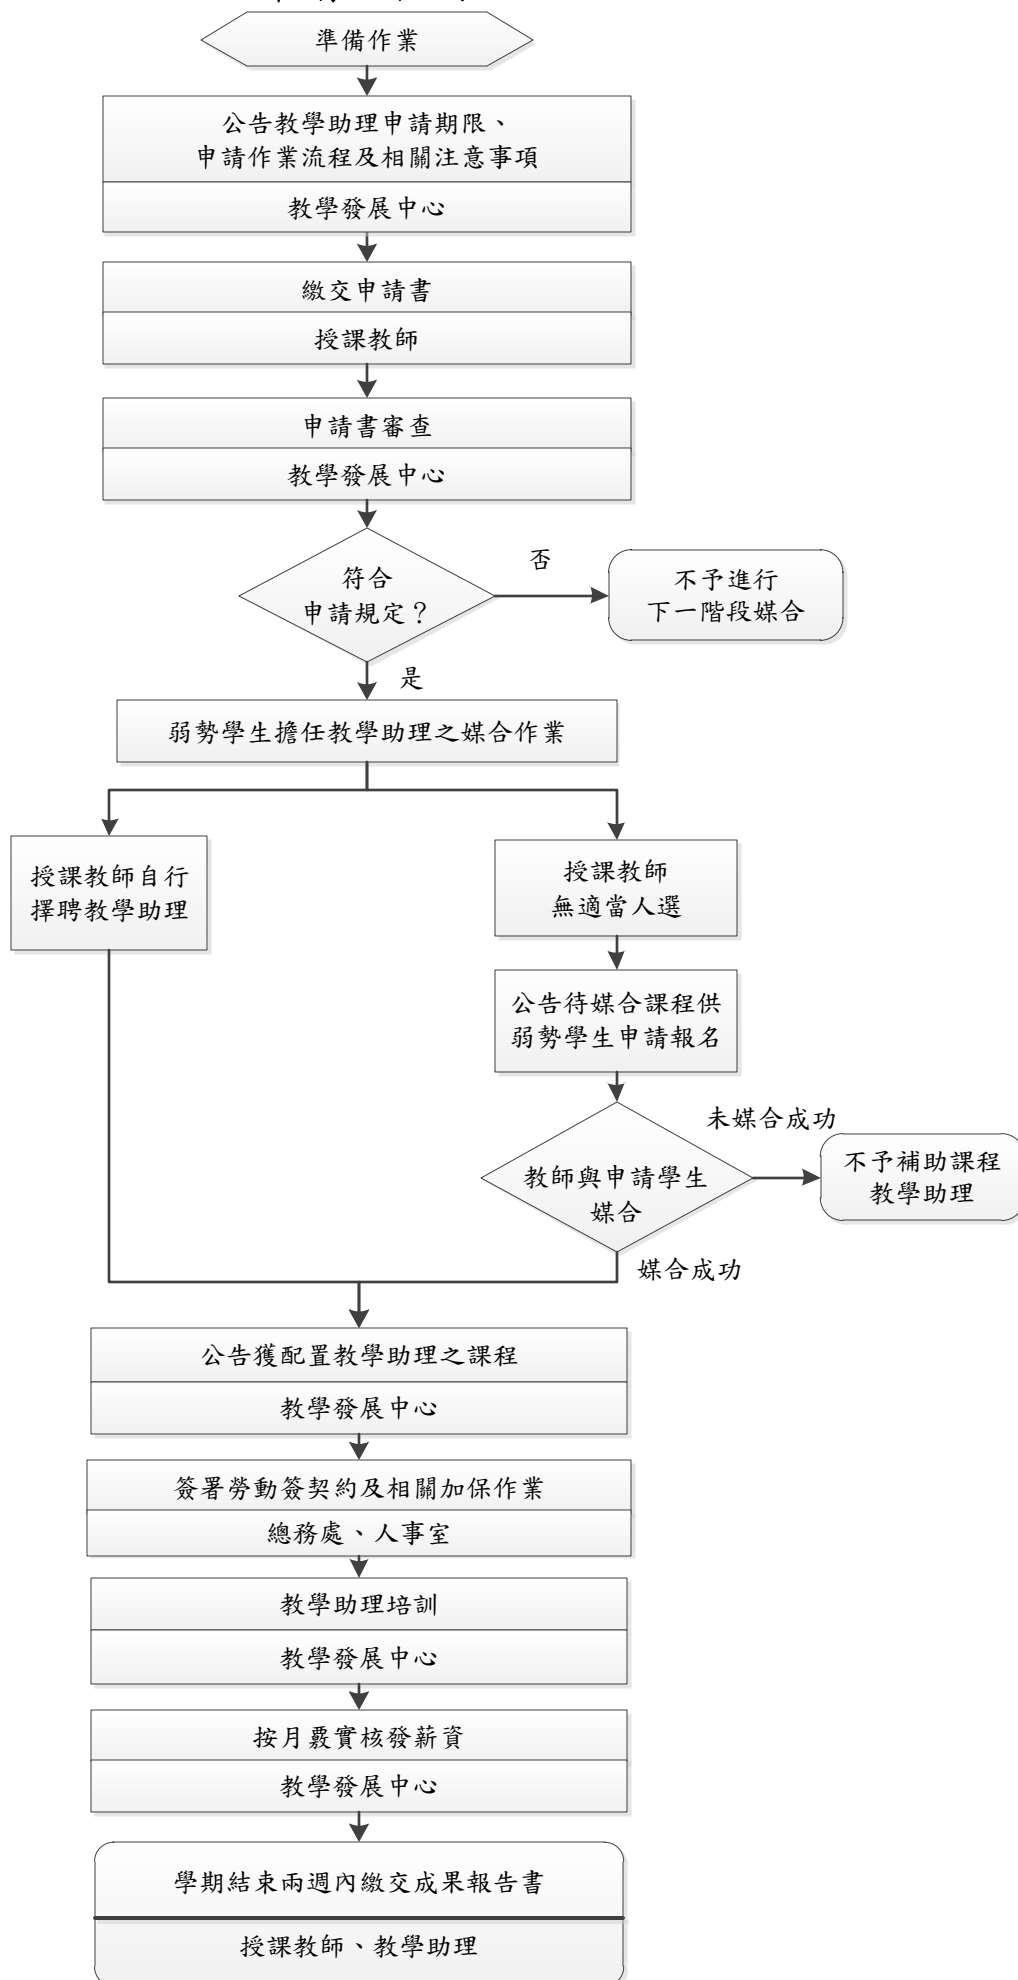 準備作業
公告教學助理申請期限、
申請作業流程及相關注意事項
教學發展中心
繳交申請書
授課教師
申請書審查
教學發展中心
符合
申請規定？
否
不予進行
下一階段媒合
是
弱勢學生擔任教學助理之媒合作業
授課教師自行
擇聘教學助理
授課教師
無適當人選
公告待媒合課程供
弱勢學生申請報名
教師與申請學生
媒合
未媒合成功
不予補助課程
教學助理
媒合成功
公告獲配置教學助理之課程
教學發展中心
簽署勞動簽契約及相關加保作業
總務處、人事室
教學助理培訓
教學發展中心
按月覈實核發薪資
教學發展中心
學期結束兩週內繳交成果報告書
授課教師、教學助理